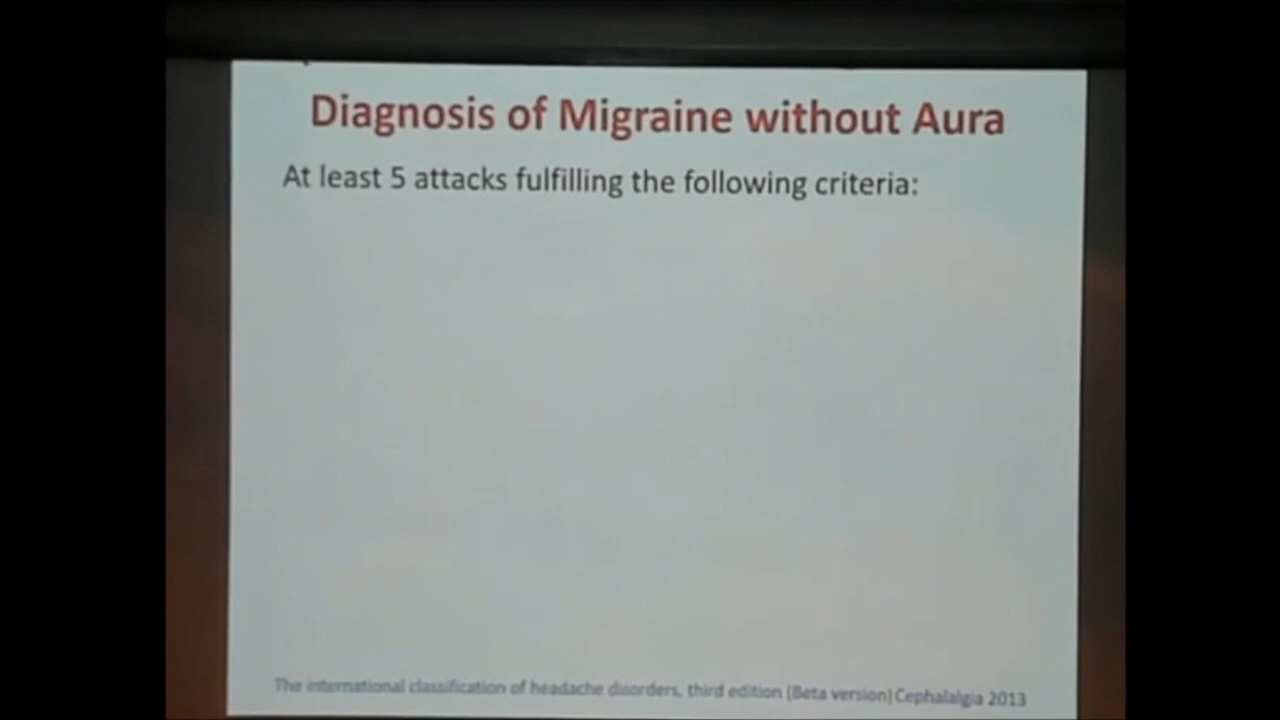 Diagnosis of Migraine without Aura
At least 5 attacks fulfilling the following criteria:
The international classification of headache disorders, third edition (Beta version) Cephalalgia 2013